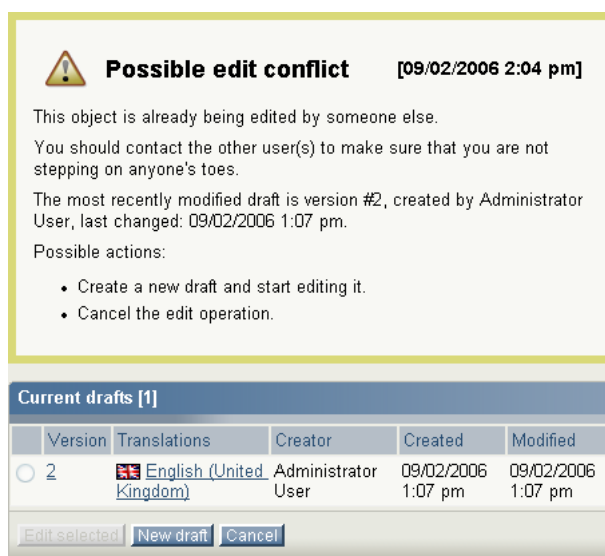 Possible edit conflict [09/02/2006 2:04 pm]
This object is already being edited by someone else.
You should contact the other user(s) to make sure that you are not
stepping on anyone's toes.
The most recently modified draft is version #2, created by Administrator
User, last changed: 09/02/2006 1:07 pm.
Possible actions:
• Create a new draft and start editing it.
• Cancel the edit operation.
Current drafts [1]
Version Translations Creator Created Modified
2 English (United Administrator 09/02/2006 09/02/2006
Kingdom) User 1:07 pm 1:07 pm
Edit selected New draft Cancel